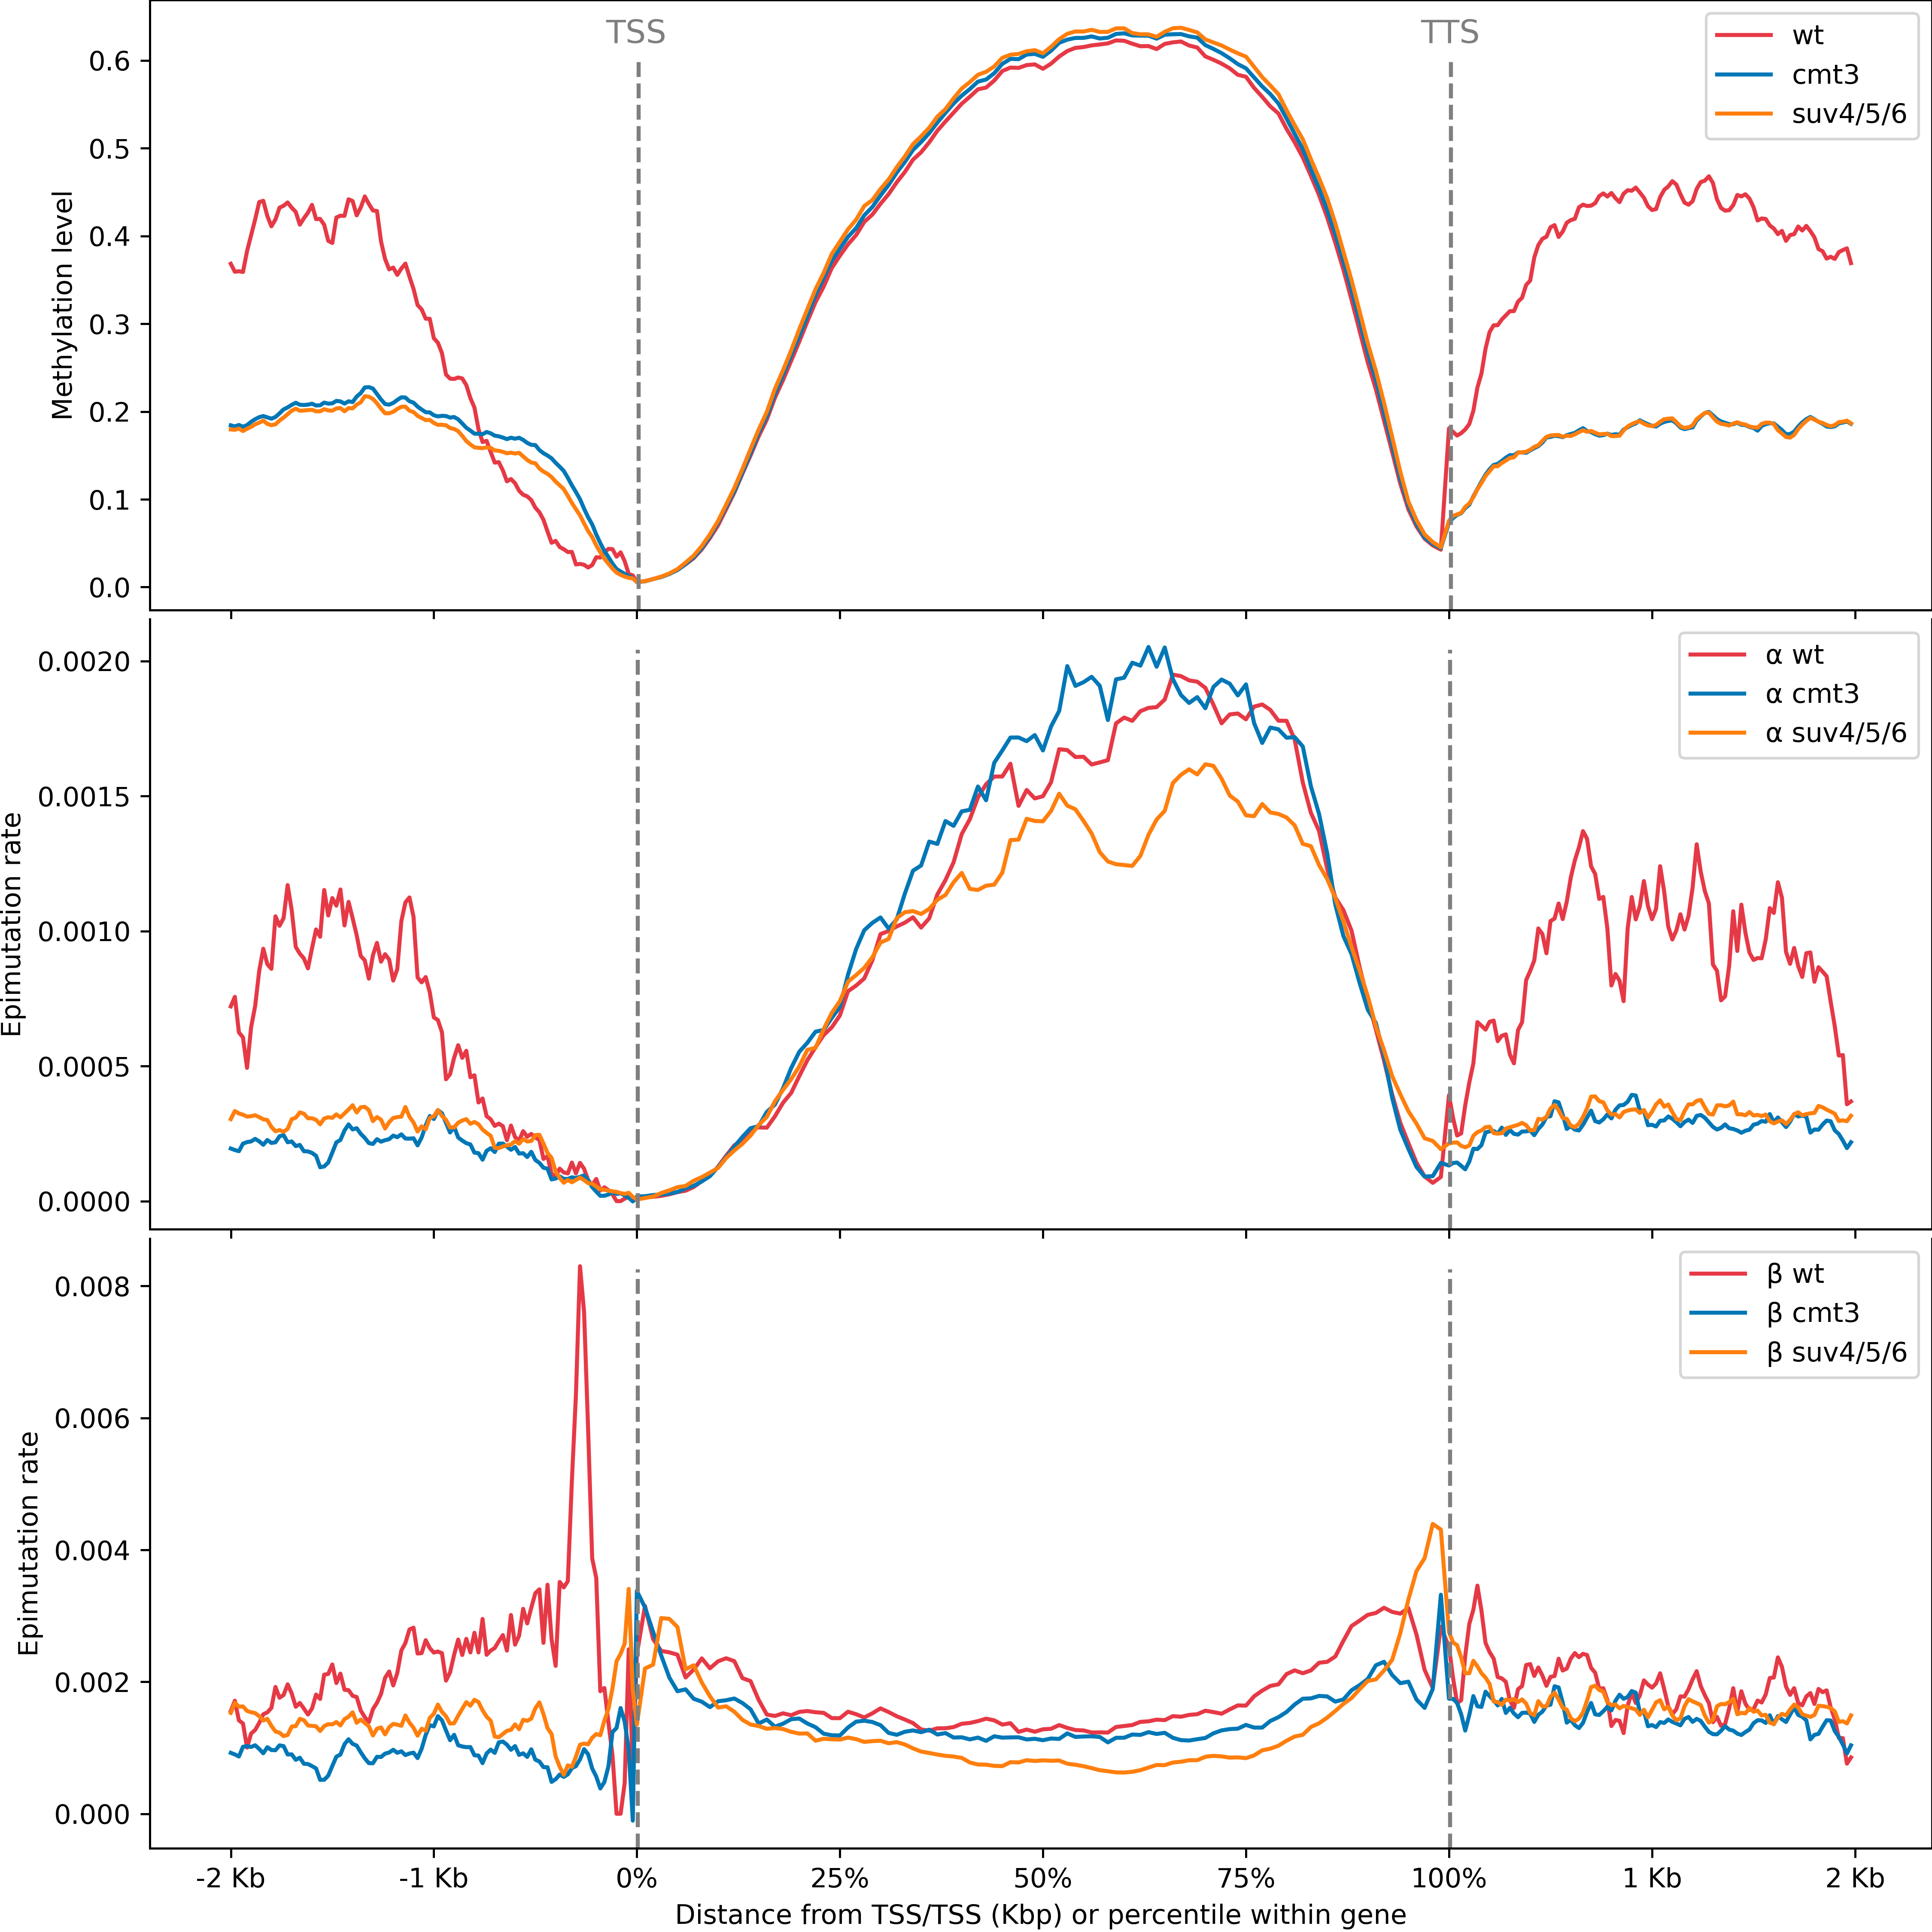 TSS
TTS
wt
cmt3
suv4/5/6
0.6
0.5
0.4
0.3
0.2
0.1
0.0
Methylation level
α wt
α cmt3
α suv4/5/6
0.0020
0.0015
0.0010
0.0005
0.0000
Epimutation rate
β wt
β cmt3
β suv4/5/6
0.008
0.006
0.004
0.002
0.000
Epimutation rate
-2 Kb -1 Kb 0% 25% 50% 75% 100% 1 Kb 2 Kb
Distance from TSS/TSS (Kbp) or percentile within gene